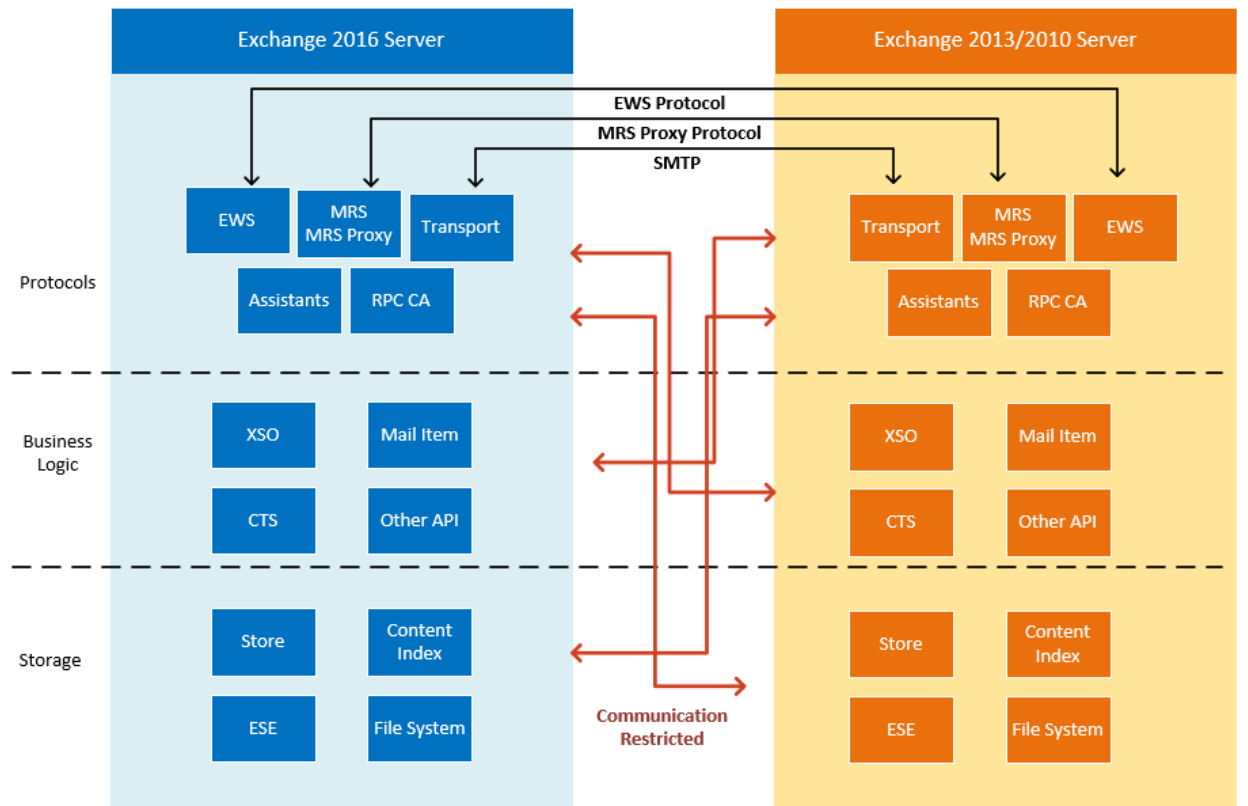 Exchange 2016 Server
Exchange 2013/2010 Server
EWS Protocol
MRS Proxy Protocol
SMTP
EWS
MRS
MRS Proxy
Transport
Transport
MRS
MRS Proxy
EWS
Protocols
Assistants
RPC CA
Assistants
RPC CA
Business
Logic
XSO
Mail Item
XSO
Mail Item
CTS
Other API
CTS
Other API
Storage
Store
Content
Index
Store
Content
Index
ESE
File System
Communication
Restricted
ESE
File System